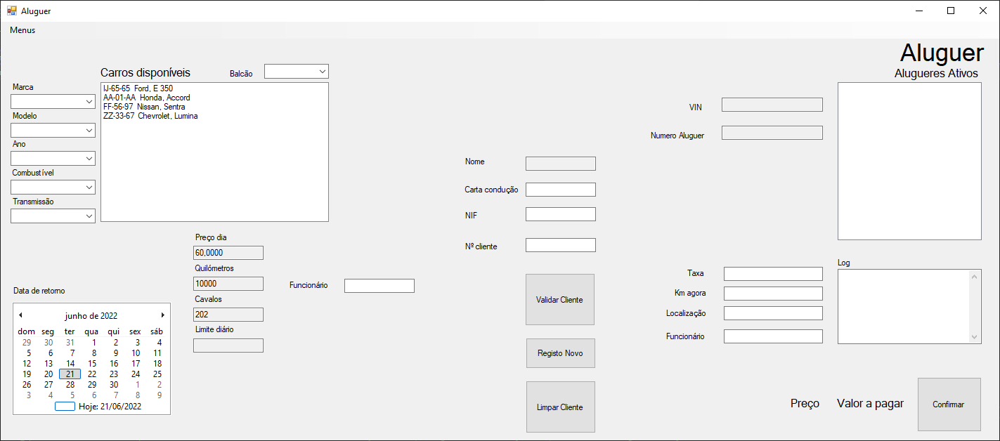 Aluguer
Menus
Aluguer
Alugueres Ativos
Carros disponíveis
Balcão
IJ-65-65 Ford, E 350
AA-01-AA Honda, Accord
FF-56-97 Nissan, Sentra
ZZ-33-67 Chevrolet, Lumina
Marca
Modelo
Ano
Combustível
Transmissão
VIN
Numero Aluguer
Nome
Carta condução
NIF
Nº cliente
Preço dia
60,0000
Quilómetros
10000
Cavalos
202
Limite diário
Funcionário
Data de retorno
junho de 2022
dom seg ter qua qui sex sáb
29 30 31 1 2 3 4
5 6 7 8 9 10 11
12 13 14 15 16 17 18
19 20 21 22 23 24 25
26 27 28 29 30 1 2
3 4 5 6 7 8 9
Hoje: 21/06/2022
Validar Cliente
Registo Novo
Limpar Cliente
Taxa
Km agora
Localização
Funcionário
Log
Preço
Valor a pagar
Confirmar